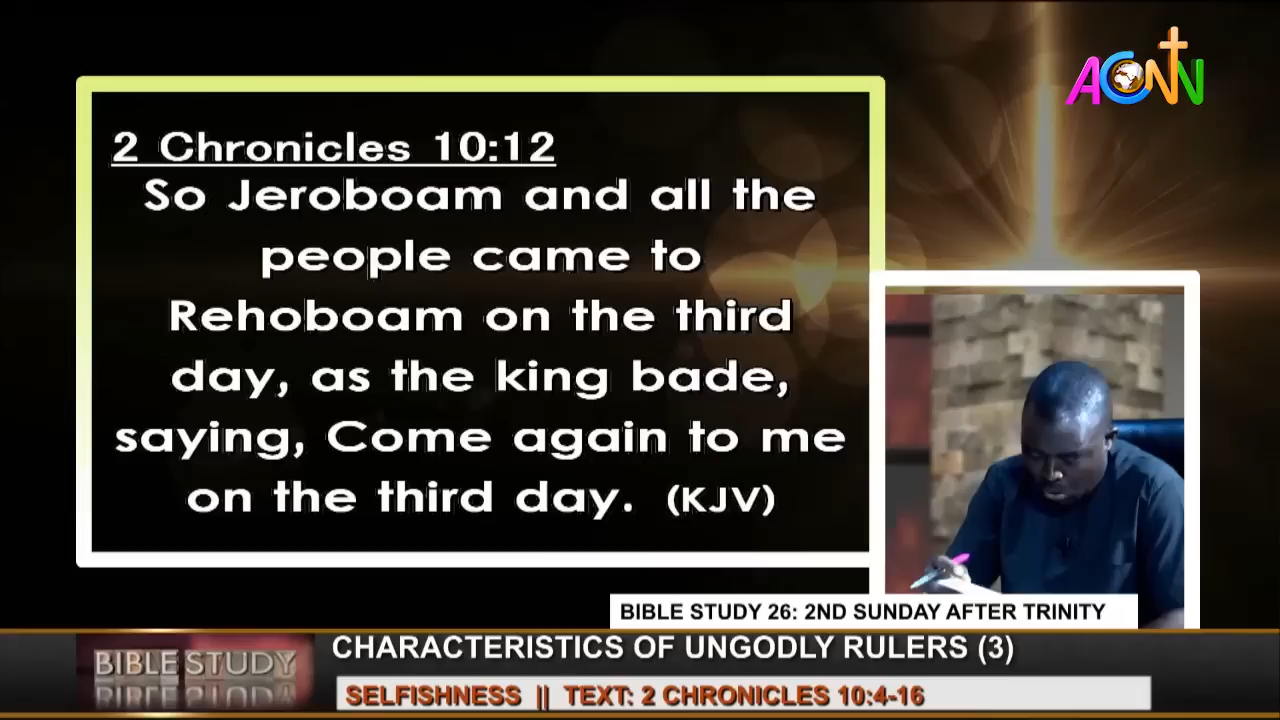 ACNN
2 Chronicles 10:12
So Jeroboam and all the
people came to
Rehoboam on the third
day, as the king bade,
saying, Come again to me
on the third day. (KJV)
BIBLE STUDY 26: 2ND SUNDAY AFTER TRINITY
BIBLE STUDY
CHARACTERISTICS OF UNGODLY RULERS (3)
SELFISHNESS || TEXT: 2 CHRONICLES 10:4-16